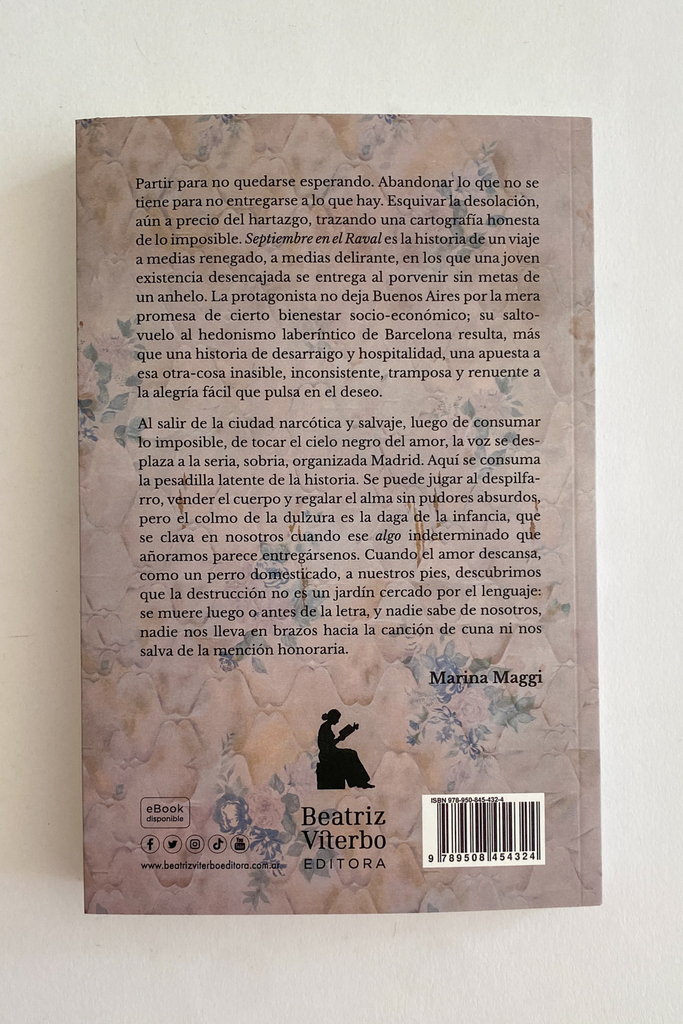 Partir para no quedarse esperando. Abandonar lo que no se
tiene para no entregarse a lo que hay. Esquivar la desolación,
aún a precio del hartazgo, trazando una cartografía honesta
de lo imposible. Septiembre en el Raval es la historia de un viaje
a medias renegado, a medias delirante, en los que una joven
existencia desencajada se entrega al porvenir sin metas de
un anhelo. La protagonista no deja Buenos Aires por la mera
promesa de cierto bienestar socio-económico; su salto-
vuelo al hedonismo laberíntico de Barcelona resulta, más
que una historia de desarraigo y hospitalidad, una apuesta a
esa otra-cosa inasible, inconsistente, tramposa y renuente a
la alegría fácil que pulsa en el deseo.
Al salir de la ciudad narcótica y salvaje, luego de consumar
lo imposible, de tocar el cielo negro del amor, la voz se des-
plaza a la seria, sobria, organizada Madrid. Aquí se consuma
la pesadilla latente de la historia. Se puede jugar al despilfa-
rro, vender el cuerpo y regalar el alma sin pudores absurdos,
pero el colmo de la dulzura es la daga de la infancia, que
se clava en nosotros cuando ese algo indeterminado que
añoramos parece entregársenos. Cuando el amor descansa,
como un perro domesticado, a nuestros pies, descubrimos
que la destrucción no es un jardín cercado por el lenguaje:
se muere luego o antes de la letra, y nadie sabe de nosotros,
nadie nos lleva en brazos hacia la canción de cuna ni nos
salva de la mención honoraria.
Marina Maggi
eBook
disponible
www.beatrizviterboeditora.com.ar
Beatriz
Viterbo
EDITORA
ISBN 978-950-845-432-4
9 789508 454324